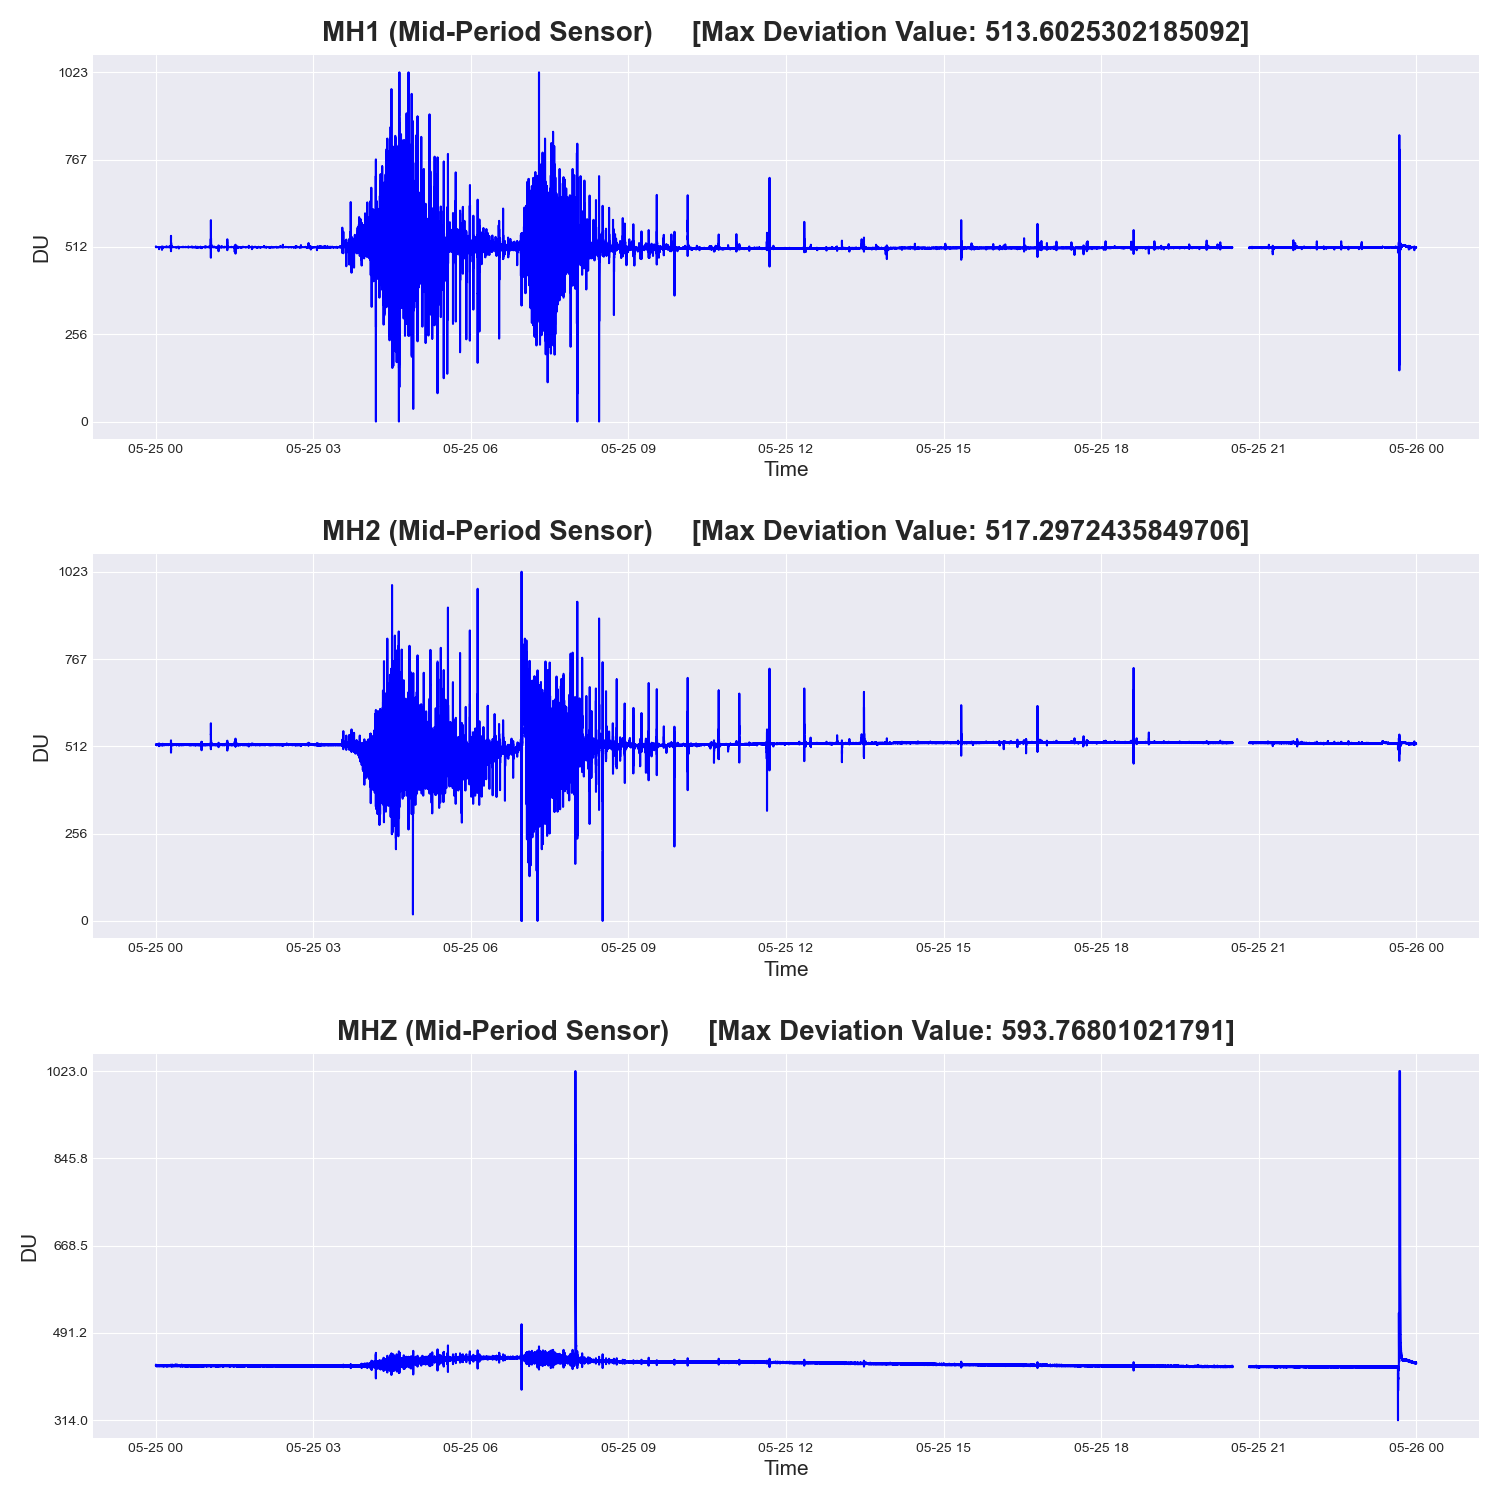 MH1 (Mid-Period Sensor) [Max Deviation Value: 513.6025302185092]
1023
767
512
256
0
DU
05-25 00 05-25 03 05-25 06 05-25 09 05-25 12 05-25 15 05-25 18 05-25 21 05-26 00
Time
MH2 (Mid-Period Sensor) [Max Deviation Value: 517.2972435849706]
1023
767
512
256
0
DU
05-25 00 05-25 03 05-25 06 05-25 09 05-25 12 05-25 15 05-25 18 05-25 21 05-26 00
Time
MHZ (Mid-Period Sensor) [Max Deviation Value: 593.76801021791]
1023.0
845.8
668.5
491.2
314.0
DU
05-25 00 05-25 03 05-25 06 05-25 09 05-25 12 05-25 15 05-25 18 05-25 21 05-26 00
Time